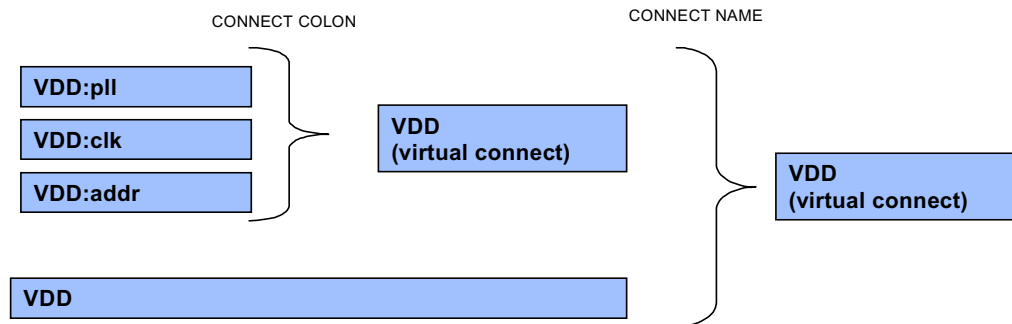 CONNECT COLON
CONNECT NAME
VDD:pll
VDD:clk
VDD:addr
VDD
(virtual connect)
VDD
(virtual connect)
VDD